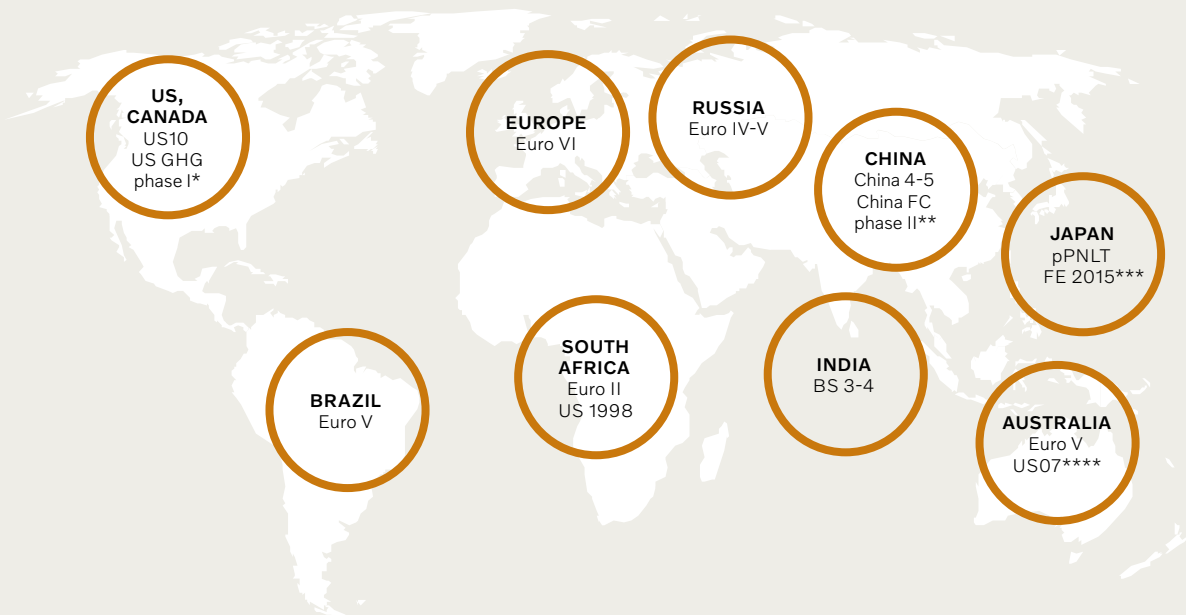 US,
CANADA
US10
US GHG
phase I*
EUROPE
Euro VI
RUSSIA
Euro IV-V
CHINA
China 4-5
China FC
phase II**
JAPAN
pPNLT
FE 2015***
BRAZIL
Euro V
SOUTH
AFRICA
Euro II
US 1998
INDIA
BS 3-4
AUSTRALIA
Euro V
US07****